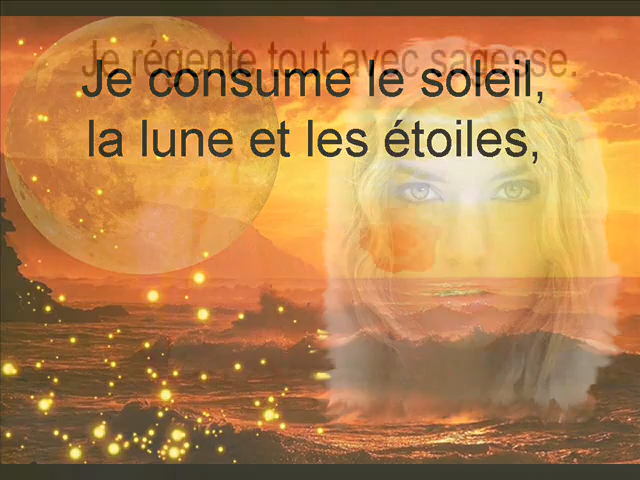 Je régente tout avec sagesse.
Je consume le soleil,
la lune et les étoiles,